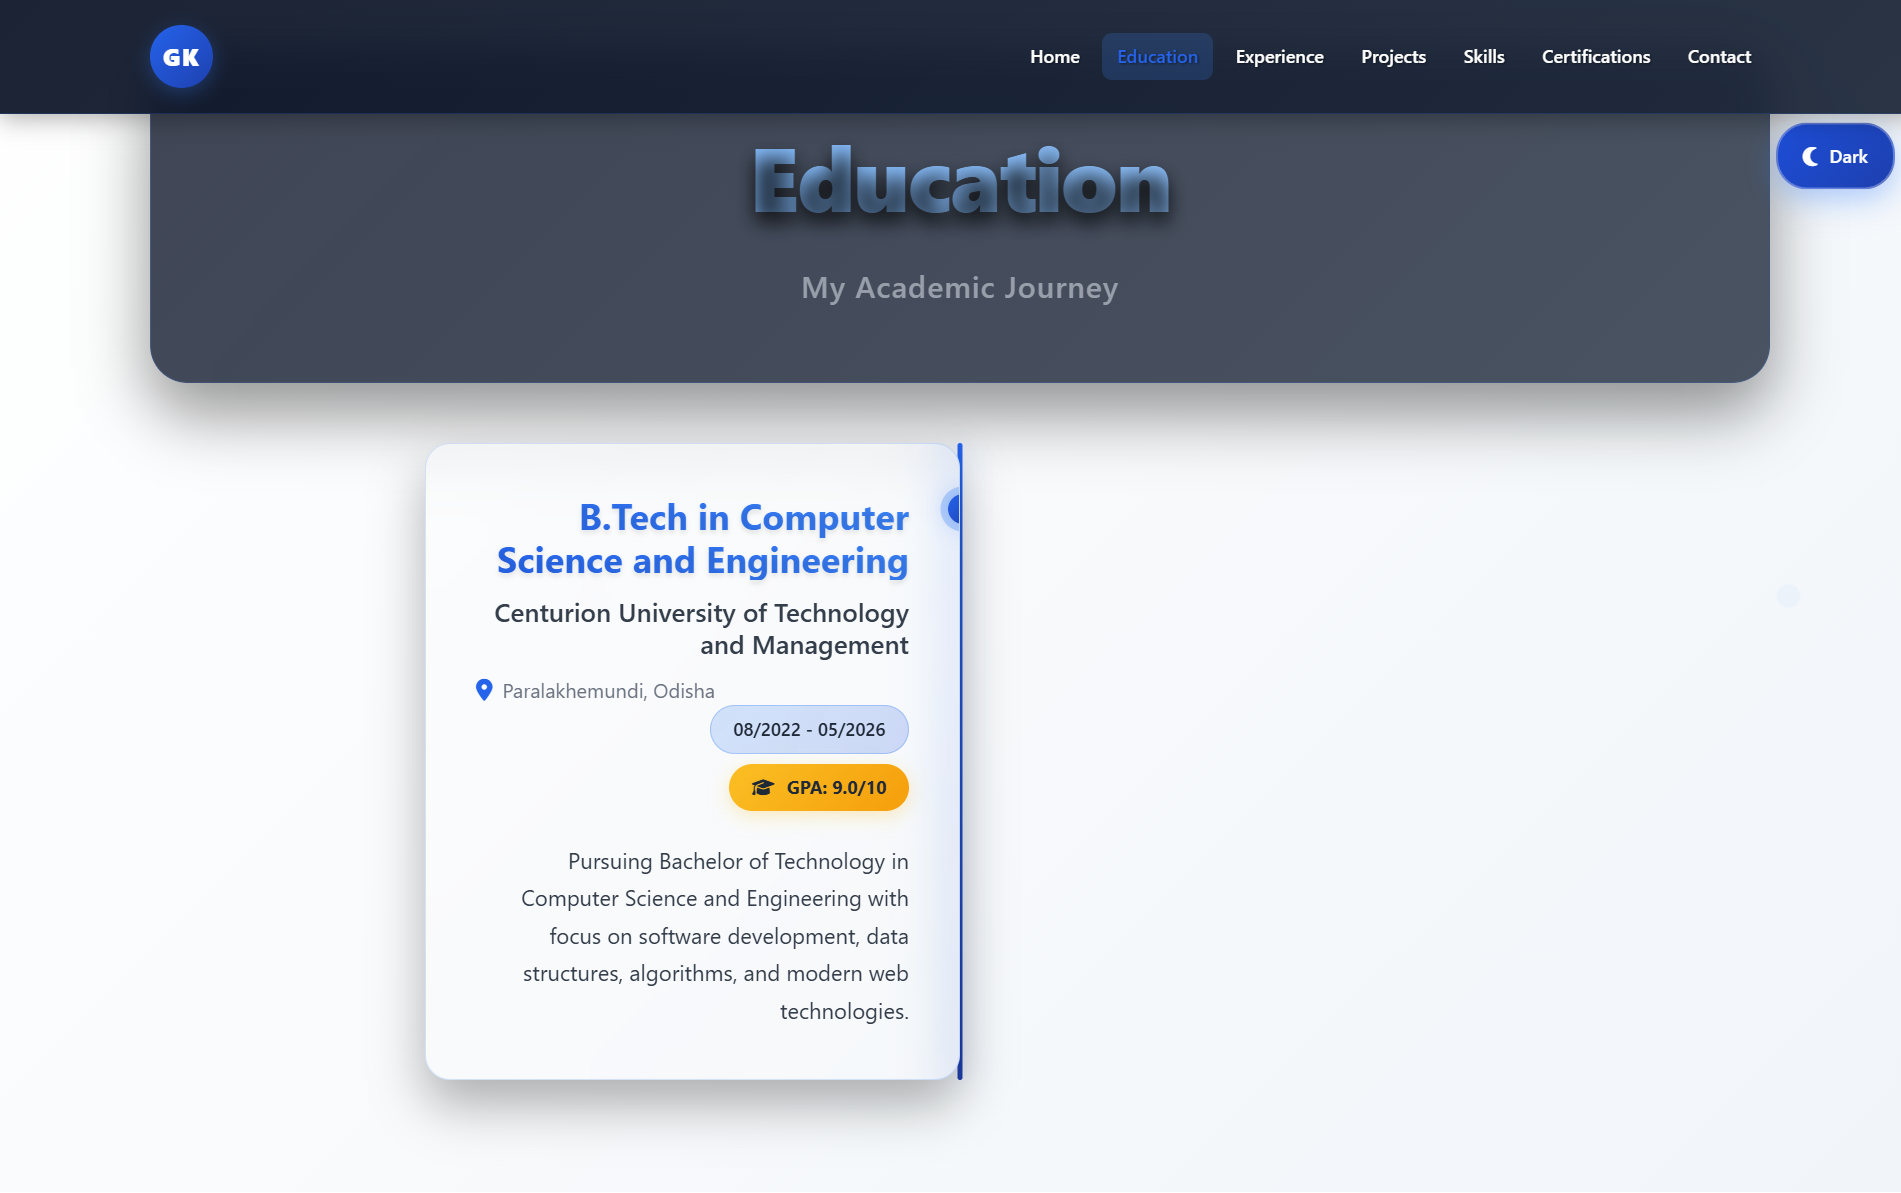 GK
Home Education Experience Projects Skills Certifications Contact
Dark
Education
My Academic Journey
B.Tech in Computer
Science and Engineering
Centurion University of Technology
and Management
Paralakhemundi, Odisha
08/2022 - 05/2026
GPA: 9.0/10
Pursuing Bachelor of Technology in
Computer Science and Engineering with
focus on software development, data
structures, algorithms, and modern web
technologies.